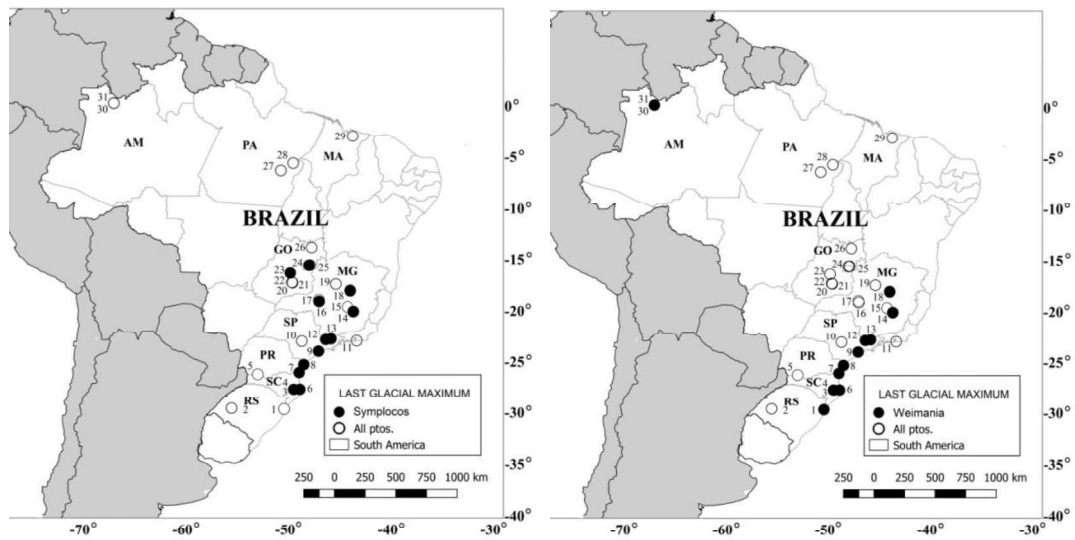 31
30
AM
PA
28
27
29
MA
0°
-5°
BRAZIL
-10°
GO
26
24
25
23
22
20
21
MG
19
18
-15°
17
16
15
14
-20°
SP
10
12
13
11
9
PR
8
7
5
-25°
SC
4
3
6
RS
2
1
LAST GLACIAL MAXIMUM
Symplocos
All ptos.
South America
-30°
250 0 250 500 750 1000 km
-35°
-40°
-70° -60° -50° -40° -30°
31
30
AM
PA
28
27
29
MA
0°
-5°
BRAZIL
-10°
GO
26
24
25
23
22
20
21
MG
19
18
-15°
17
16
15
14
-20°
SP
10
12
13
11
9
PR
8
7
5
-25°
SC
4
3
6
RS
2
1
LAST GLACIAL MAXIMUM
Weimania
All ptos.
South America
-30°
250 0 250 500 750 1000 km
-35°
-40°
-70° -60° -50° -40° -30°